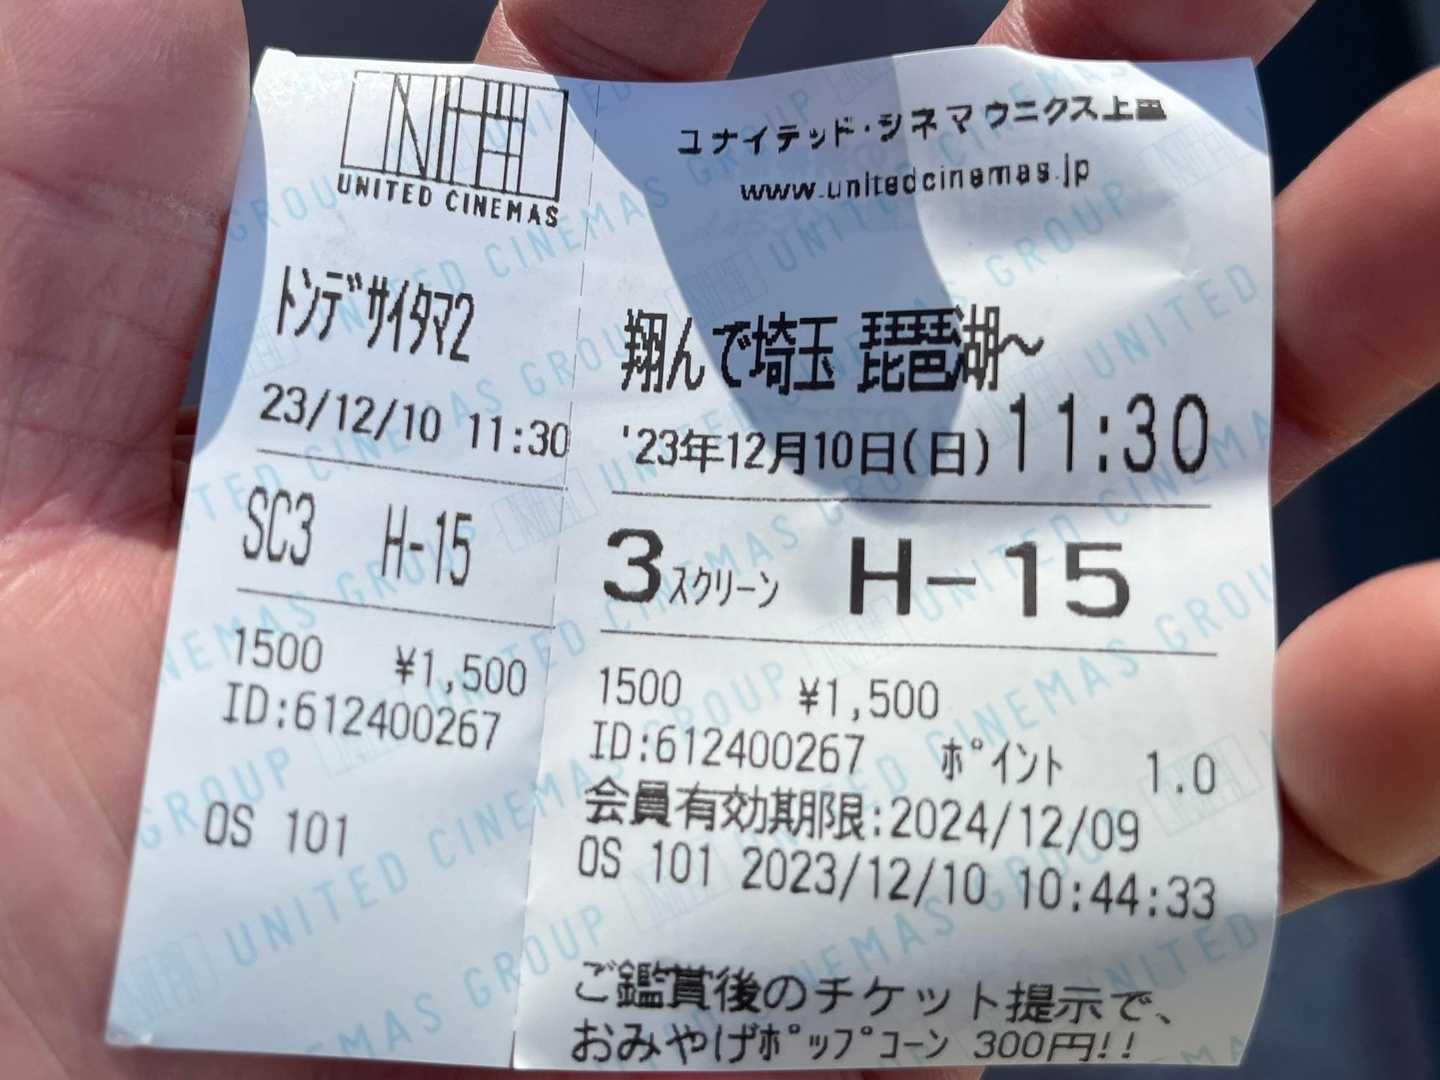 UNITED CINEMAS
トンデサイタマ2
23/12/10 11:30
SC3 H-15
1500 ¥1,500
ID:612400267
OS 101
ユナイテッド・シネマ ウニクス上里
www.unitedcinemas.jp
翔んで埼玉 琵琶湖～
'23年12月10日(日) 11:30
3スクリーン H-15
1500 ¥1,500
ID:612400267 ポイント 1.0
会員有効期限:2024/12/09
OS 101 2023/12/10 10:44:33
ご鑑賞後のチケット提示で、
おみやげポップコーン 300円!!
UNITED CINEMAS GROUP